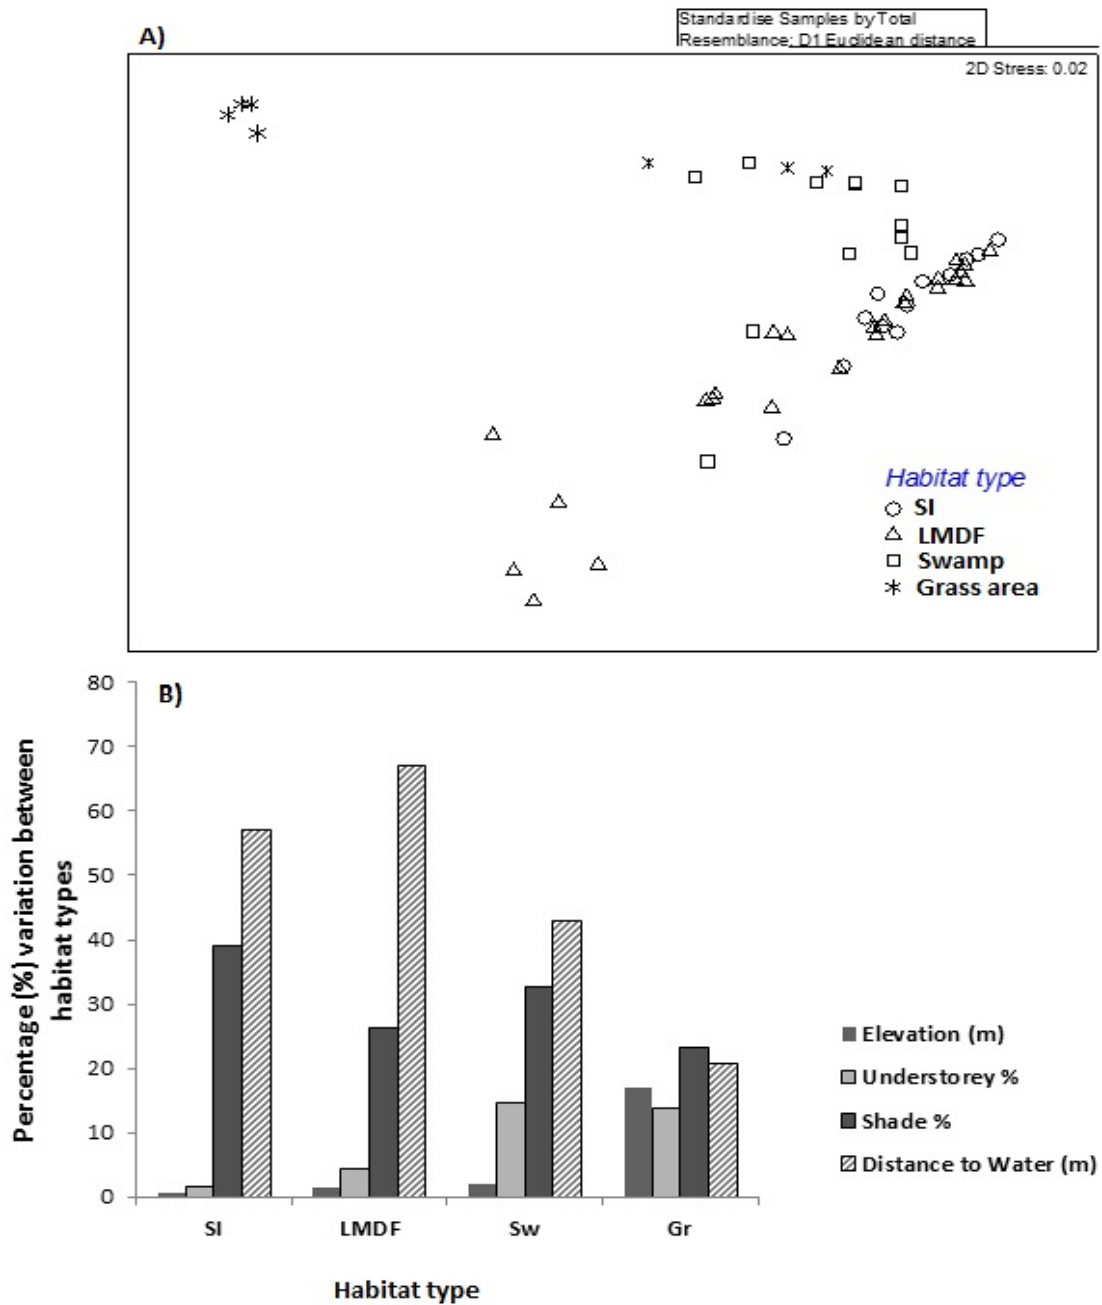 A)
Standardise Samples by Total
Resemblance: D1 Euclidean distance
2D Stress: 0.02
Habitat type
SI
LMDF
Swamp
Grass area
B)
80
70
60
50
40
30
20
10
0
Percentage (%) variation between
habitat types
SI
LMDF
Sw
Gr
Habitat type
Elevation (m)
Understorey %
Shade %
Distance to Water (m)